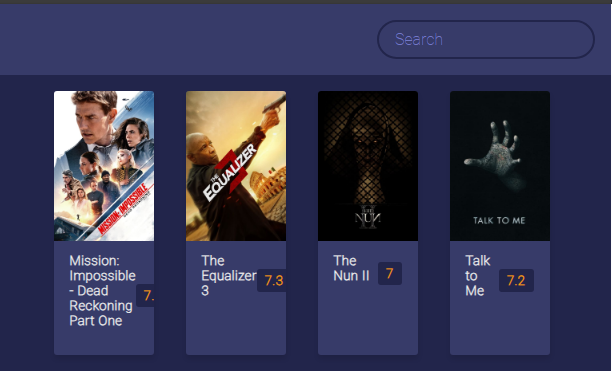 Search
MISSION: IMPOSSIBLE
THE
EQUALIZER
3
THE
NUN
II
TALK TO ME
Mission:
Impossible
- Dead
Reckoning
Part One
7.
The
Equalizer
3
7.3
The
Nun II
7
Talk
to
Me
7.2